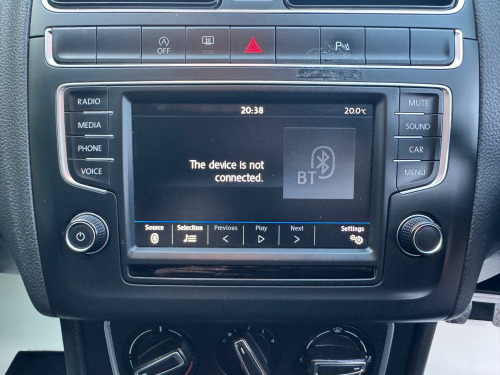 OFF
RADIO
MEDIA
PHONE
VOICE
20:38
20.0°C
The device is not
connected.
BT
Source Selection Previous Play Next Settings
MUTE
SOUND
CAR
MENU